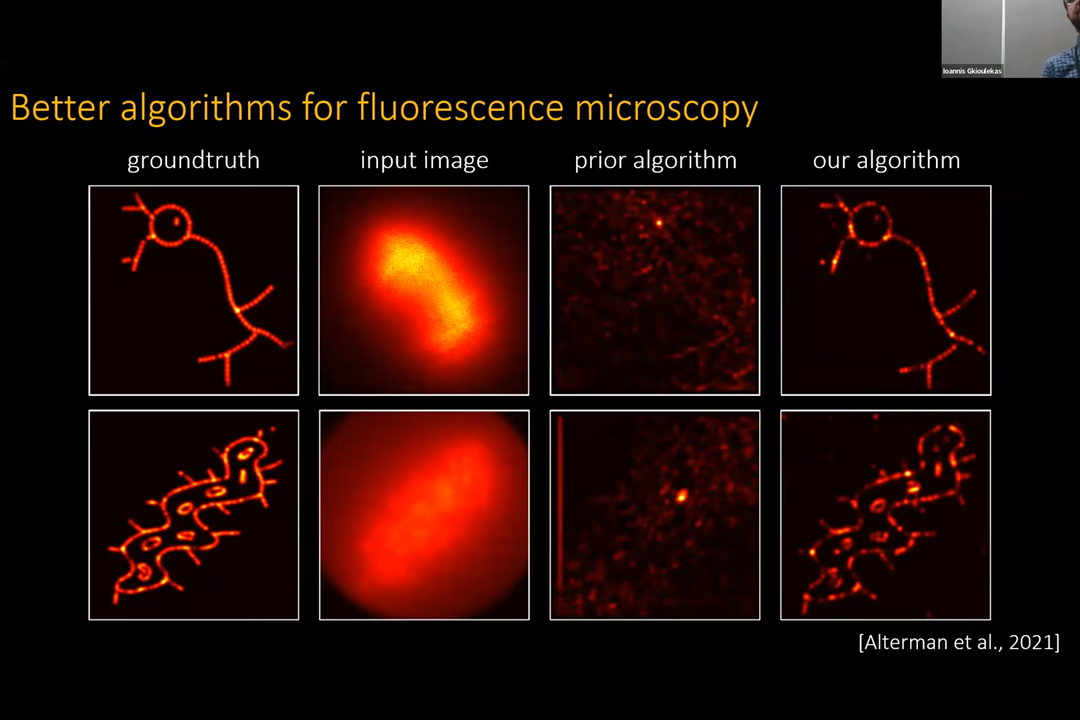 Ioannis Gkioulekas
Better algorithms for fluorescence microscopy
groundtruth
input image
prior algorithm
our algorithm
[Alterman et al., 2021]